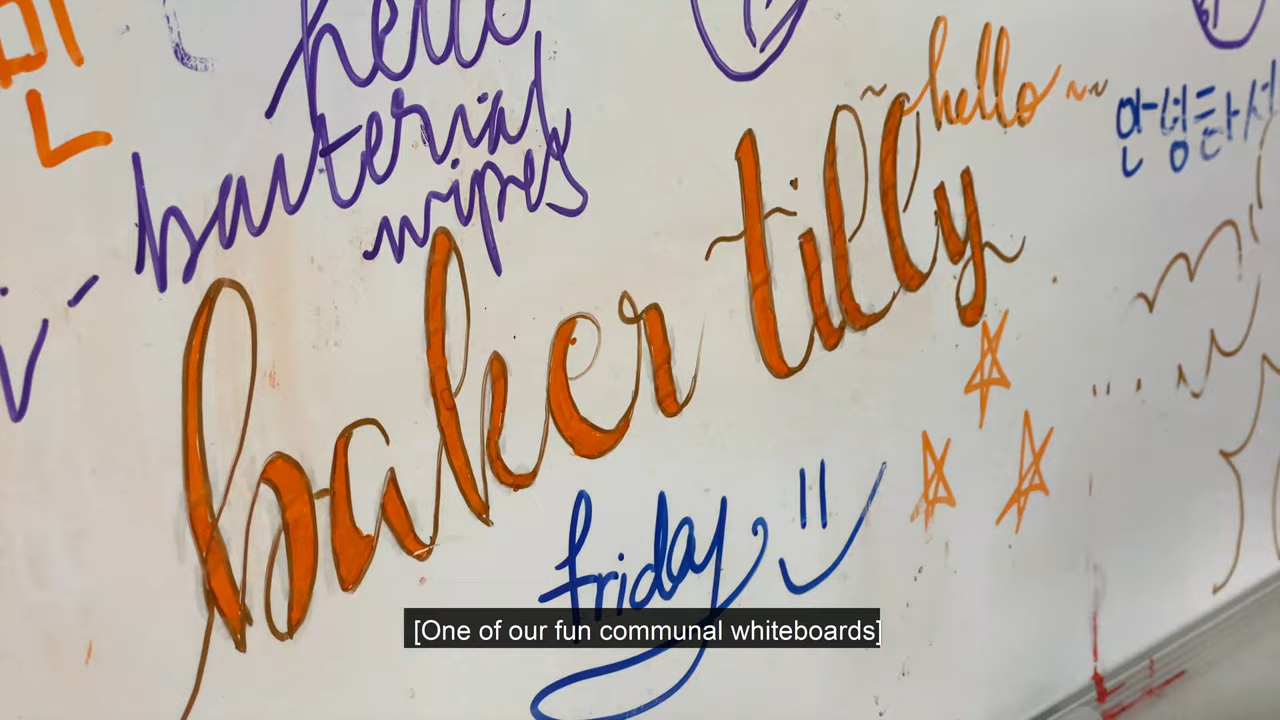 hello
bacterial
wipes
~hello~~
안녕하세
baker tilly
friday
[One of our fun communal whiteboards]